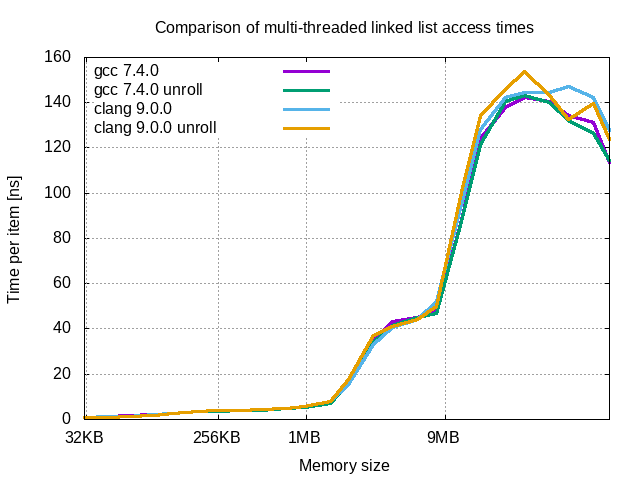 Comparison of multi-threaded linked list access times
160
140
120
100
80
60
40
20
0
gcc 7.4.0
gcc 7.4.0 unroll
clang 9.0.0
clang 9.0.0 unroll
Time per item [ns]
32KB 256KB 1MB 9MB
Memory size